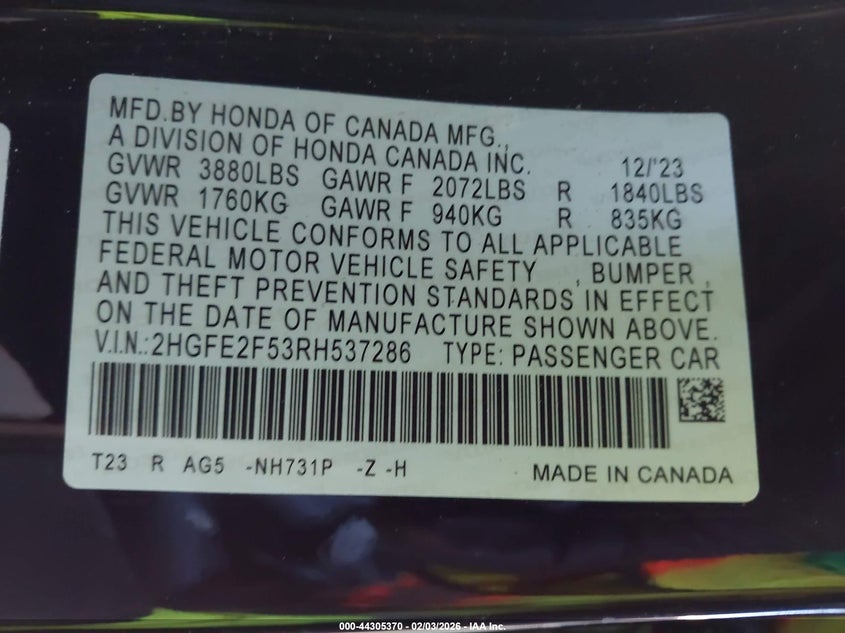 MFD.BY HONDA OF CANADA MFG.,
A DIVISION OF HONDA CANADA INC. 12/'23
GVWR 3880LBS GAWR F 2072LBS R 1840LBS
GVWR 1760KG GAWR F 940KG R 835KG
THIS VEHICLE CONFORMS TO ALL APPLICABLE
FEDERAL MOTOR VEHICLE SAFETY , BUMPER ,
AND THEFT PREVENTION STANDARDS IN EFFECT
ON THE DATE OF MANUFACTURE SHOWN ABOVE.
V.I.N.:2HGFE2F53RH537286 TYPE: PASSENGER CAR
T23 R AG5 -NH731P -Z -H MADE IN CANADA
000-44305370 - 02/03/2026 - IAA Inc.